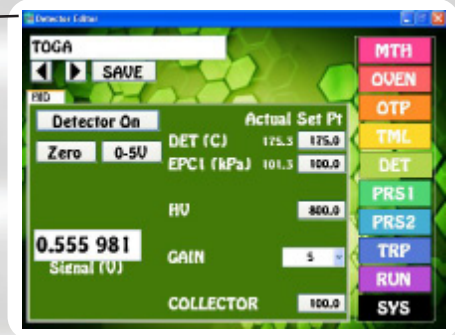 Detector Editor
TOGA
SAVE
PID
Detector On
Zero 0-5V
Actual Set Pt
DET (C) 175.3 175.0
EPC1 (kPa) 101.3 100.0
HV 800.0
0.555 981
Signal (V)
GAIN 5
COLLECTOR 100.0
MTH
OVEN
OTP
TML
DET
PRS1
PRS2
TRP
RUN
SYS